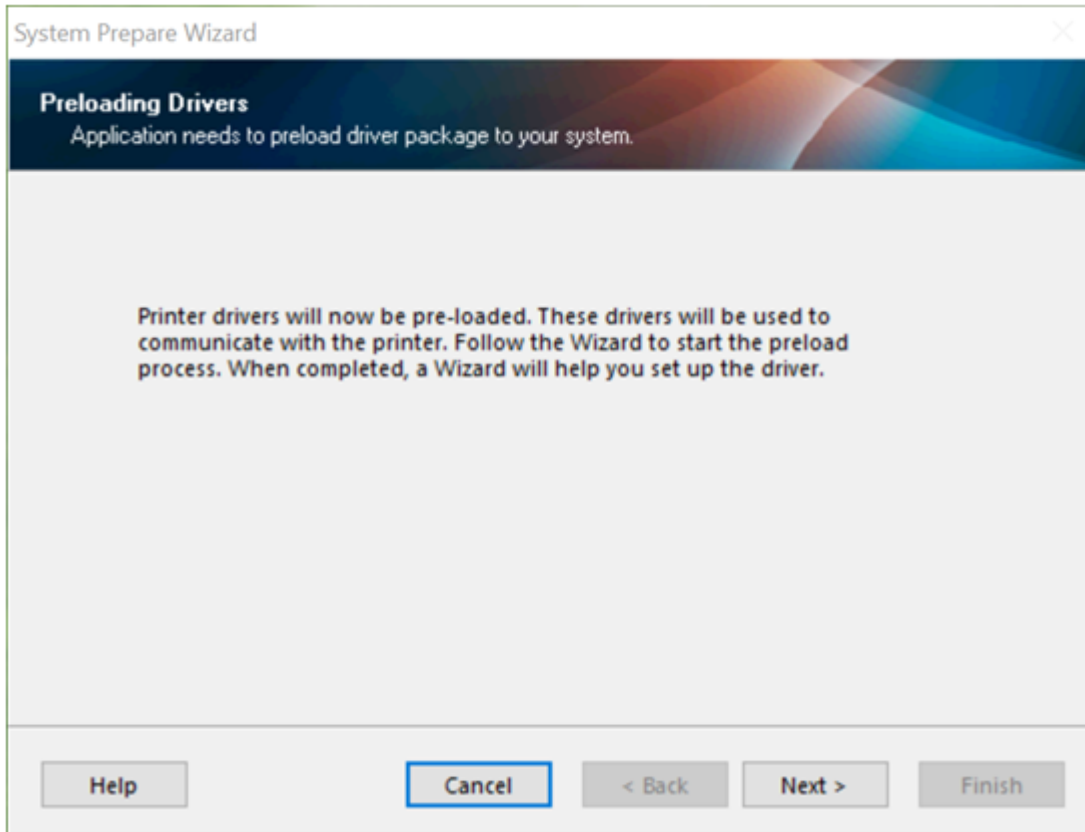 System Prepare Wizard
Preloading Drivers
Application needs to preload driver package to your system.
Printer drivers will now be pre-loaded. These drivers will be used to
communicate with the printer. Follow the Wizard to start the preload
process. When completed, a Wizard will help you set up the driver.
Help Cancel < Back Next > Finish